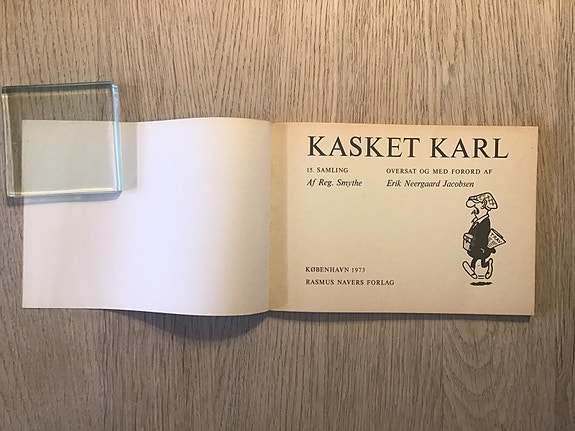 KASKET KARL
15. SAMLING
Af Reg. Smythe
OVERSAT OG MED FORORD AF
Erik Neergaard Jacobsen
KØBENHAVN 1973
RASMUS NAVERS FORLAG